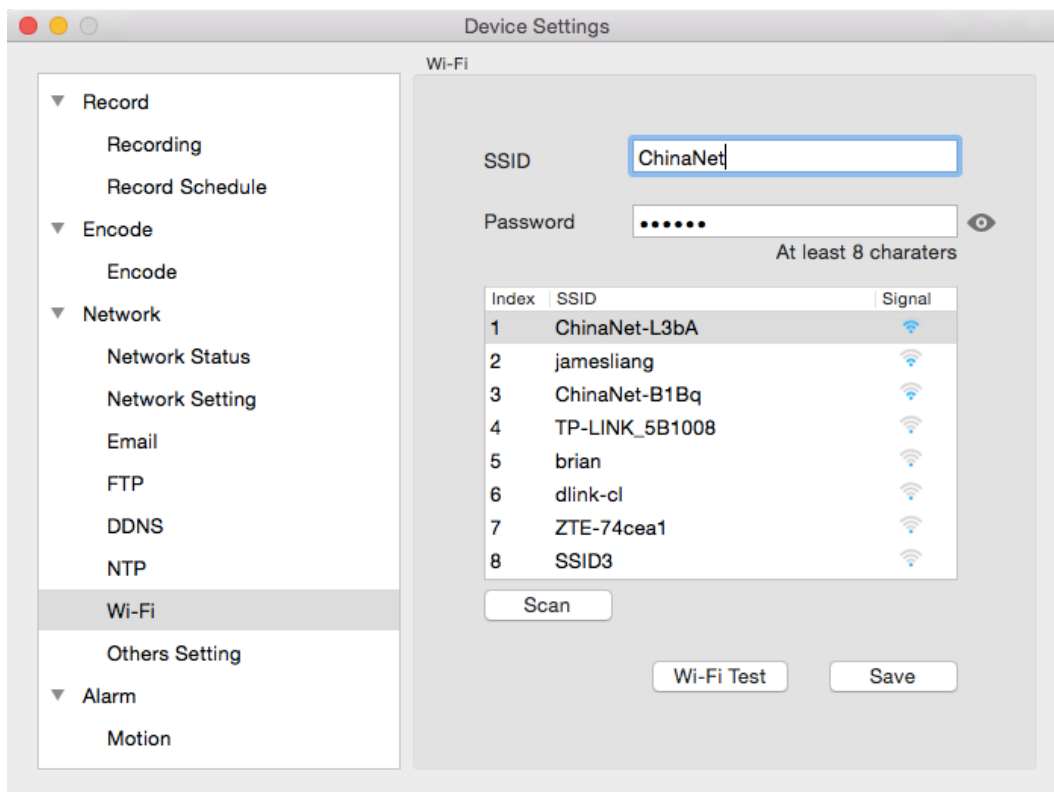 Device Settings
Record
Recording
Record Schedule
Encode
Encode
Network
Network Status
Network Setting
Email
FTP
DDNS
NTP
Wi-Fi
Others Setting
Alarm
Motion
Wi-Fi
SSID ChinaNet
Password ••••••
At least 8 charaters
Index SSID Signal
1 ChinaNet-L3bA
2 jamesliang
3 ChinaNet-B1Bq
4 TP-LINK_5B1008
5 brian
6 dlink-cl
7 ZTE-74cea1
8 SSID3
Scan
Wi-Fi Test Save